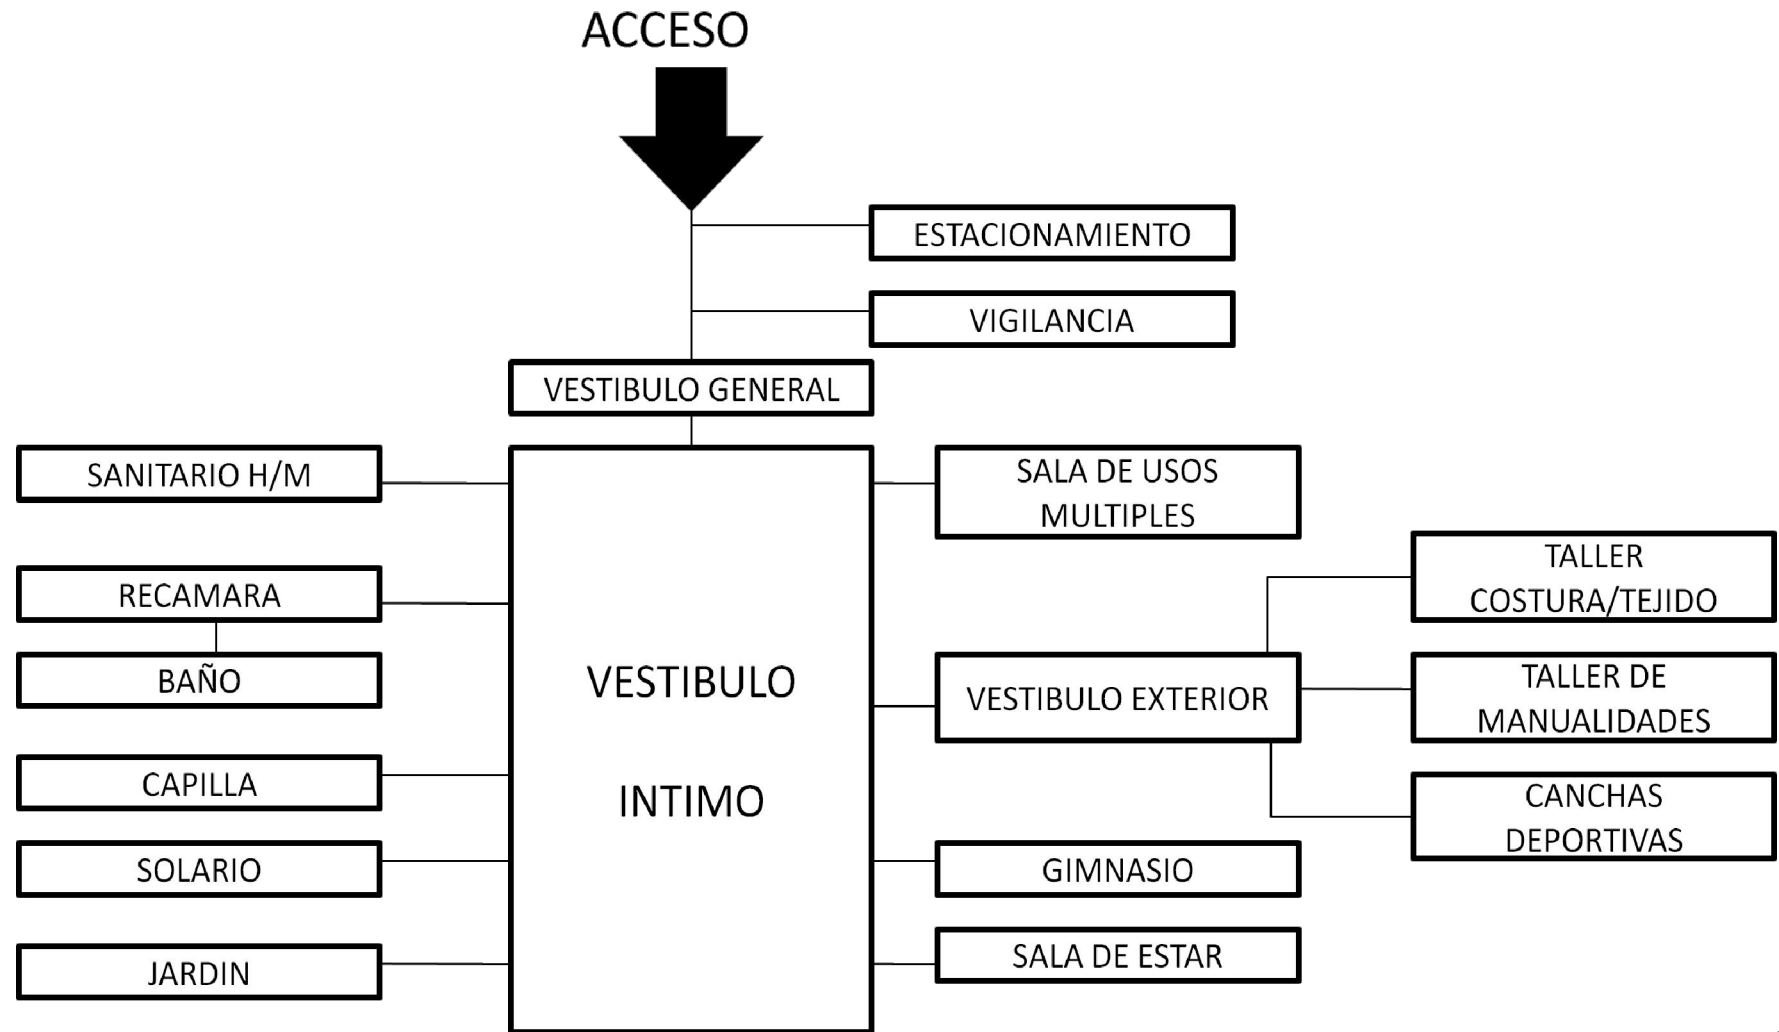 ACCESO
ESTACIONAMIENTO
VIGILANCIA
VESTIBULO GENERAL
SANITARIO H/M
RECAMARA
BAÑO
CAPILLA
SOLARIO
JARDIN
VESTIBULO
INTIMO
SALA DE USOS
MULTIPLES
VESTIBULO EXTERIOR
GIMNASIO
SALA DE ESTAR
TALLER
COSTURA/TEJIDO
TALLER DE
MANUALIDADES
CANCHAS
DEPORTIVAS